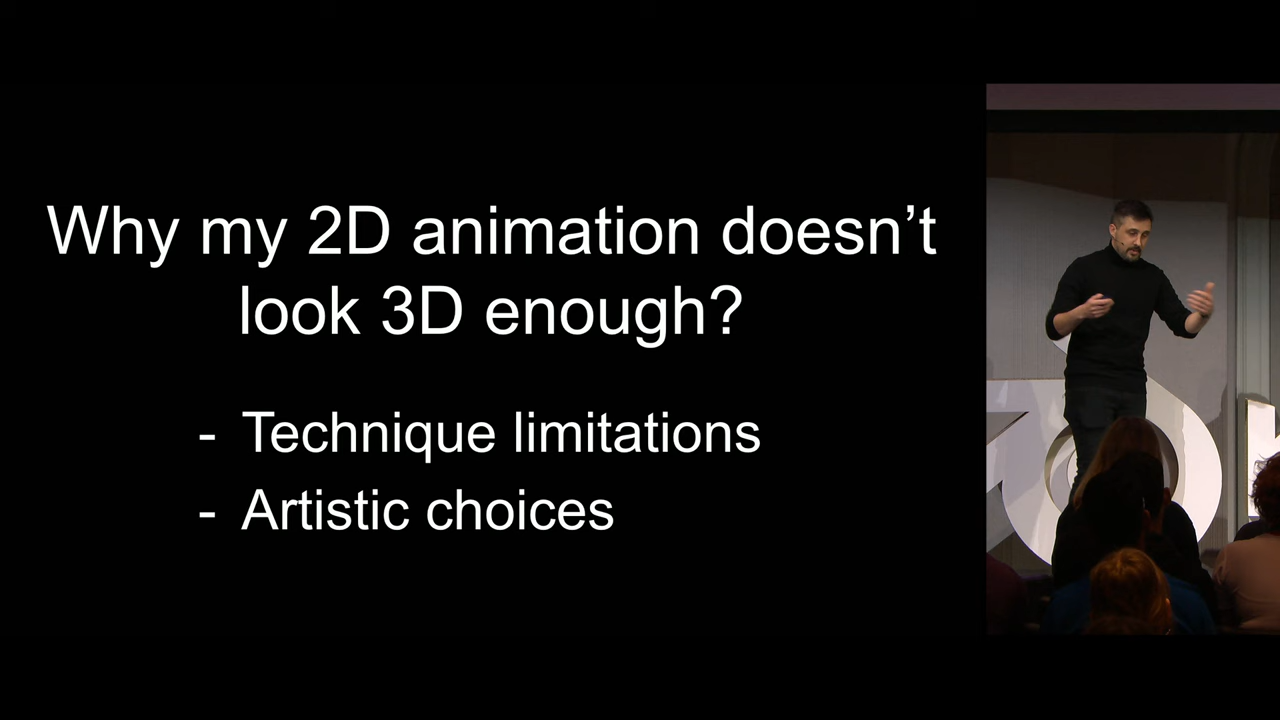 Why my 2D animation doesn’t
look 3D enough?
- Technique limitations
- Artistic choices